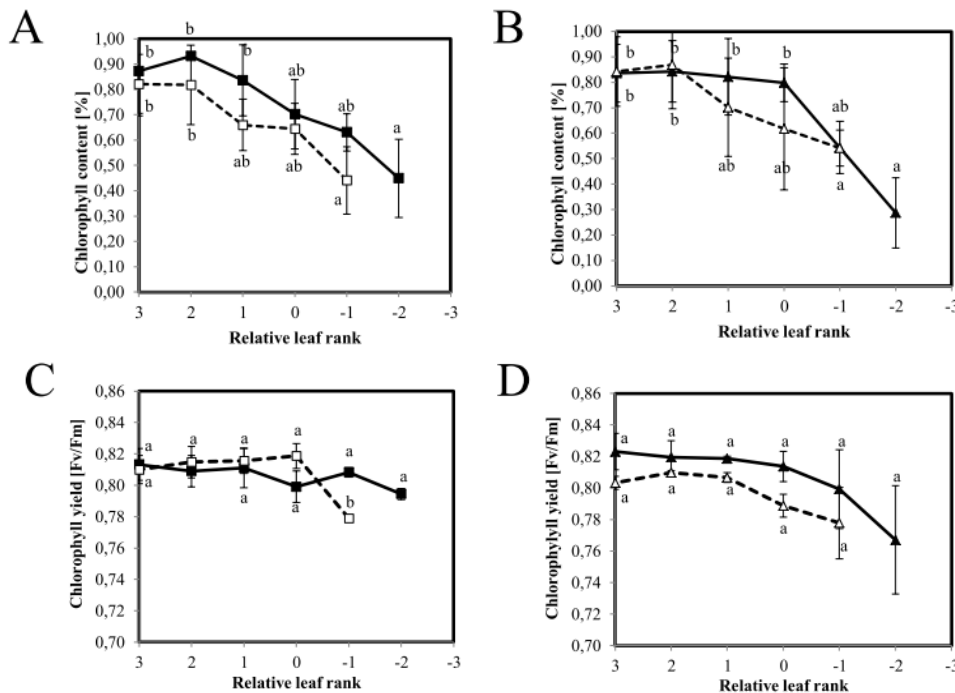 A
Chlorophyll content [%]
1,00
0,90
0,80
0,70
0,60
0,50
0,40
0,30
0,20
0,10
0,00
b
b
b
ab
ab
a
b
b
ab
ab
a
3 2 1 0 -1 -2 -3
Relative leaf rank
B
Chlorophyll content [%]
1,00
0,90
0,80
0,70
0,60
0,50
0,40
0,30
0,20
0,10
0,00
b
b
b
b
ab
a
b
b
ab
ab
a
3 2 1 0 -1 -2 -3
Relative leaf rank
C
Chlorophyll yield [Fv/Fm]
0,86
0,84
0,82
0,80
0,78
0,76
0,74
0,72
0,70
a
a
a
a
a
a
a
a
a
a
b
3 2 1 0 -1 -2 -3
Relative leaf rank
D
Chlorophylyll yield [Fv/Fm]
0,86
0,84
0,82
0,80
0,78
0,76
0,74
0,72
0,70
a
a
a
a
a
a
a
a
a
a
a
3 2 1 0 -1 -2 -3
Relative leaf rank